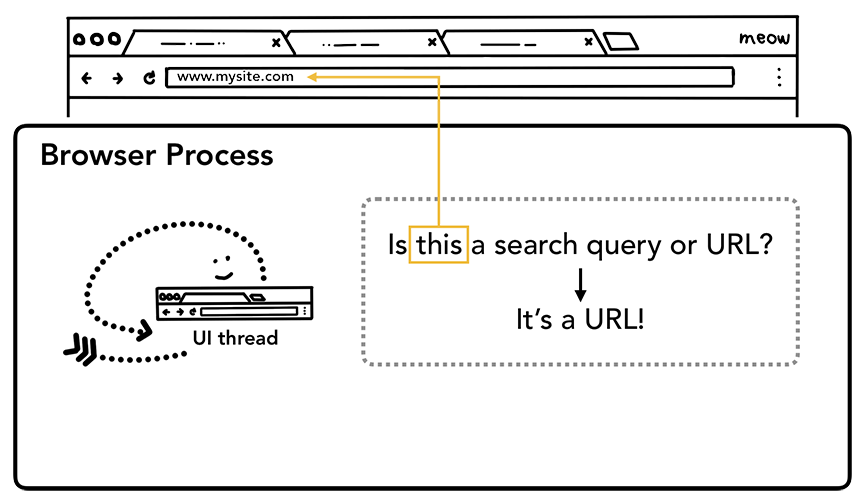 meow
www.mysite.com
Browser Process
Is this a search query or URL?
It's a URL!
UI thread